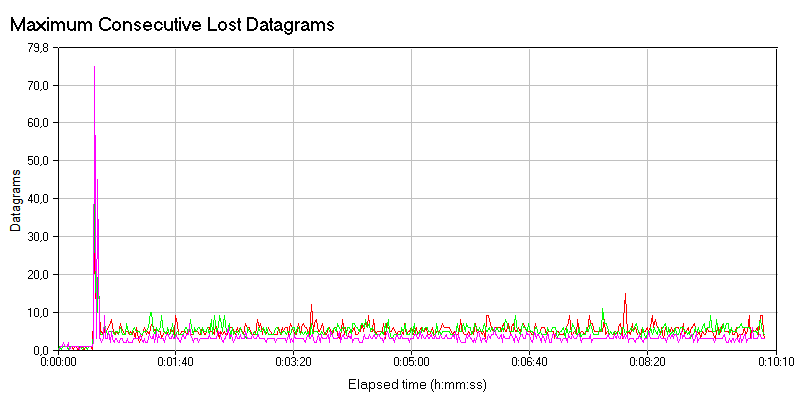 Maximum Consecutive Lost Datagrams
79,8
70,0
60,0
50,0
40,0
30,0
20,0
10,0
0,0
Datagrams
0:00:00 0:01:40 0:03:20 0:05:00 0:06:40 0:08:20 0:10:10
Elapsed time (h:mm:ss)